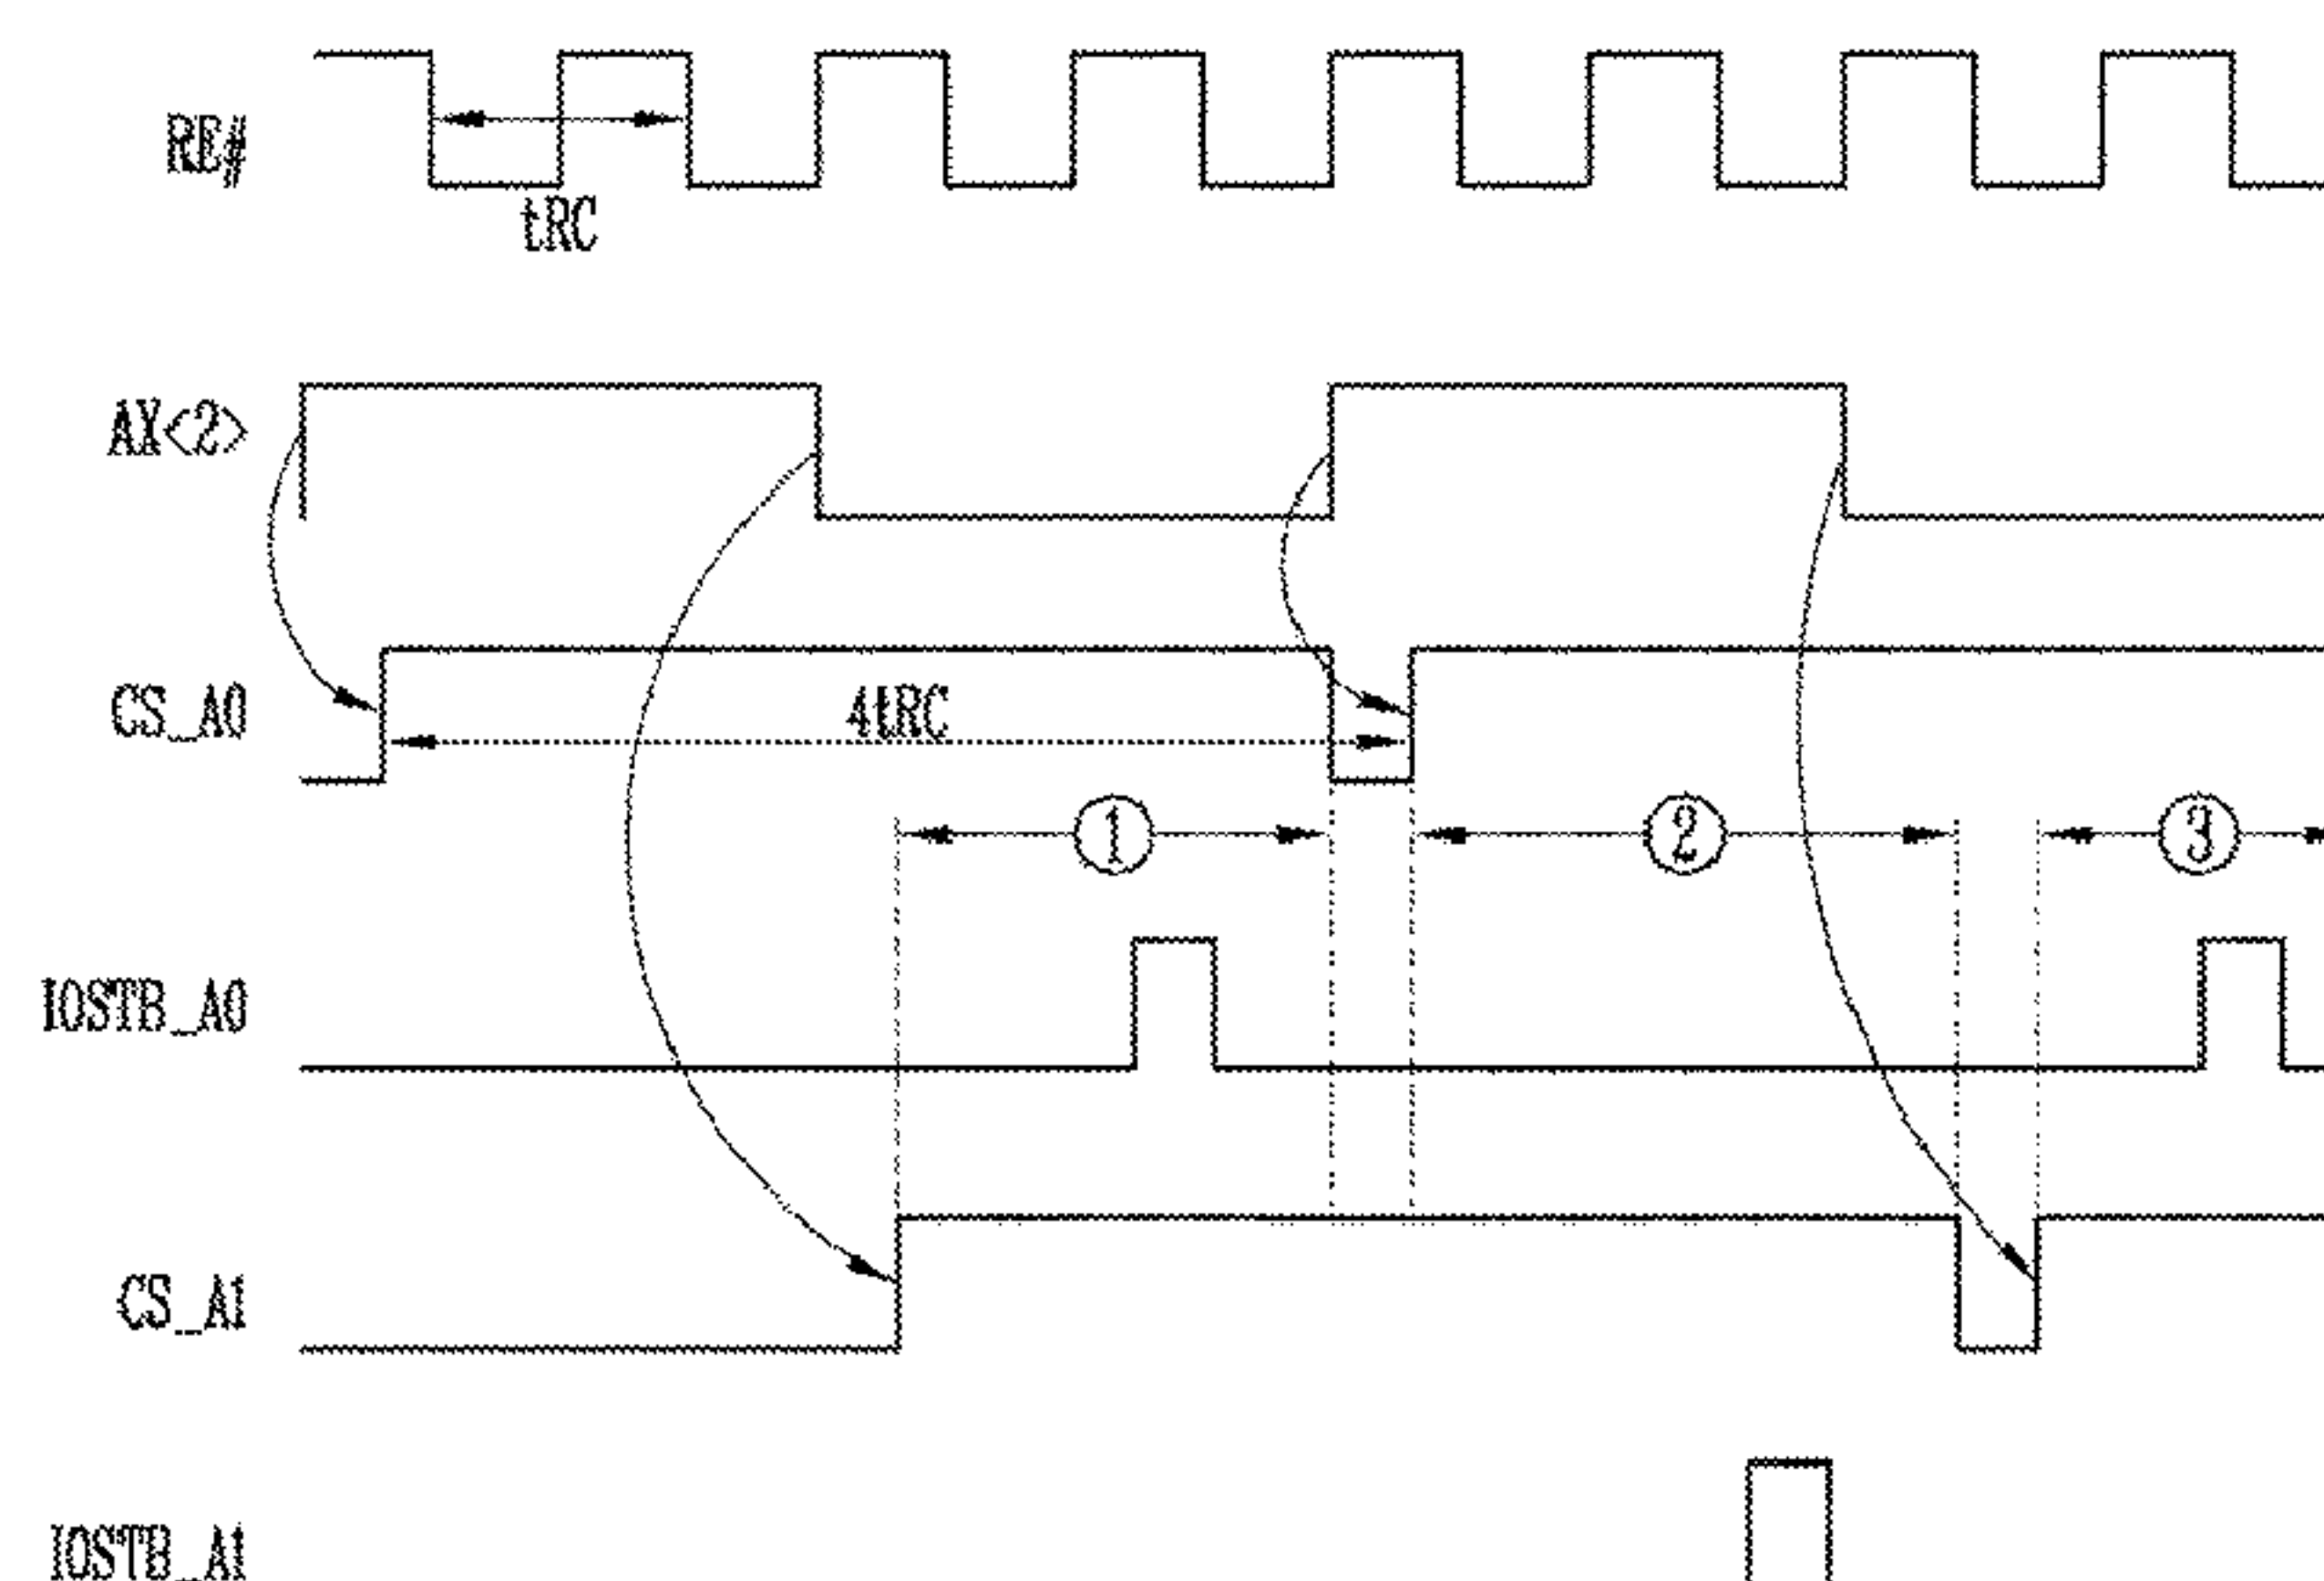 RE#
tRC
AX<2>
CS_A0
4tRC
① ② ③
IOSTB_A0
CS_A1
IOSTB_A1